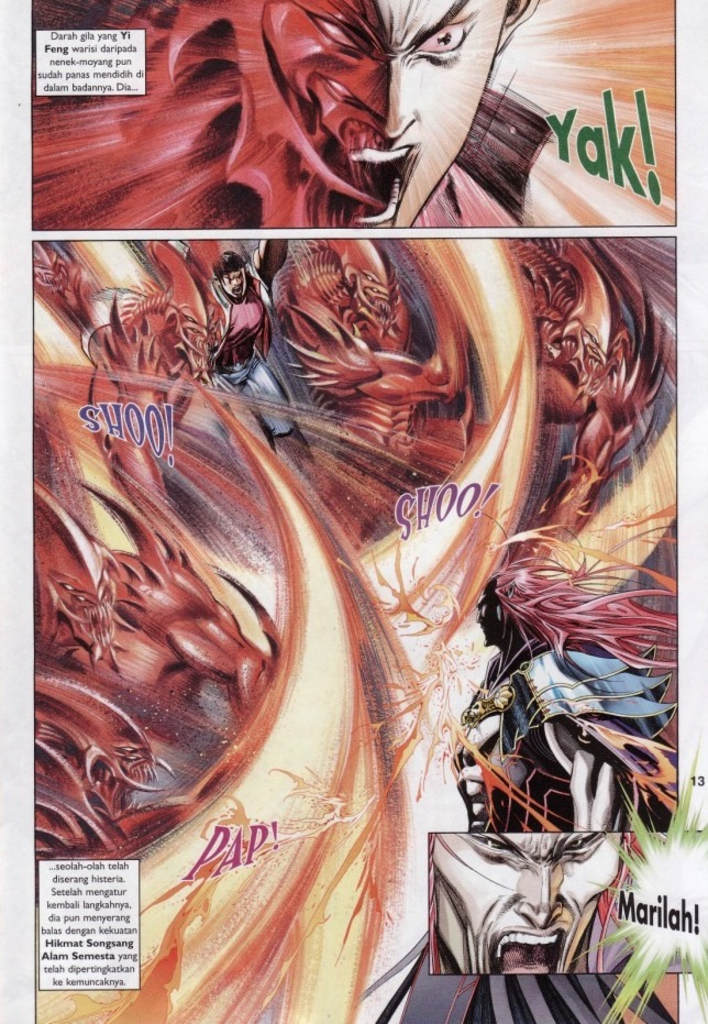 Darah gila yang Yi
Feng warisi daripada
nenek-moyang pun
sudah panas mendidih di
dalam badannya. Dia...
Yak!
SHOO!
SHOO!
13
PAP!
...seolah-olah telah
diserang histeria.
Setelah mengatur
kembali langkahnya,
dia pun menyerang
balas dengan kekuatan
Hikmat Songsang
Alam Semesta yang
telah dipertingkatkan
ke kemuncaknya.
Marilah!